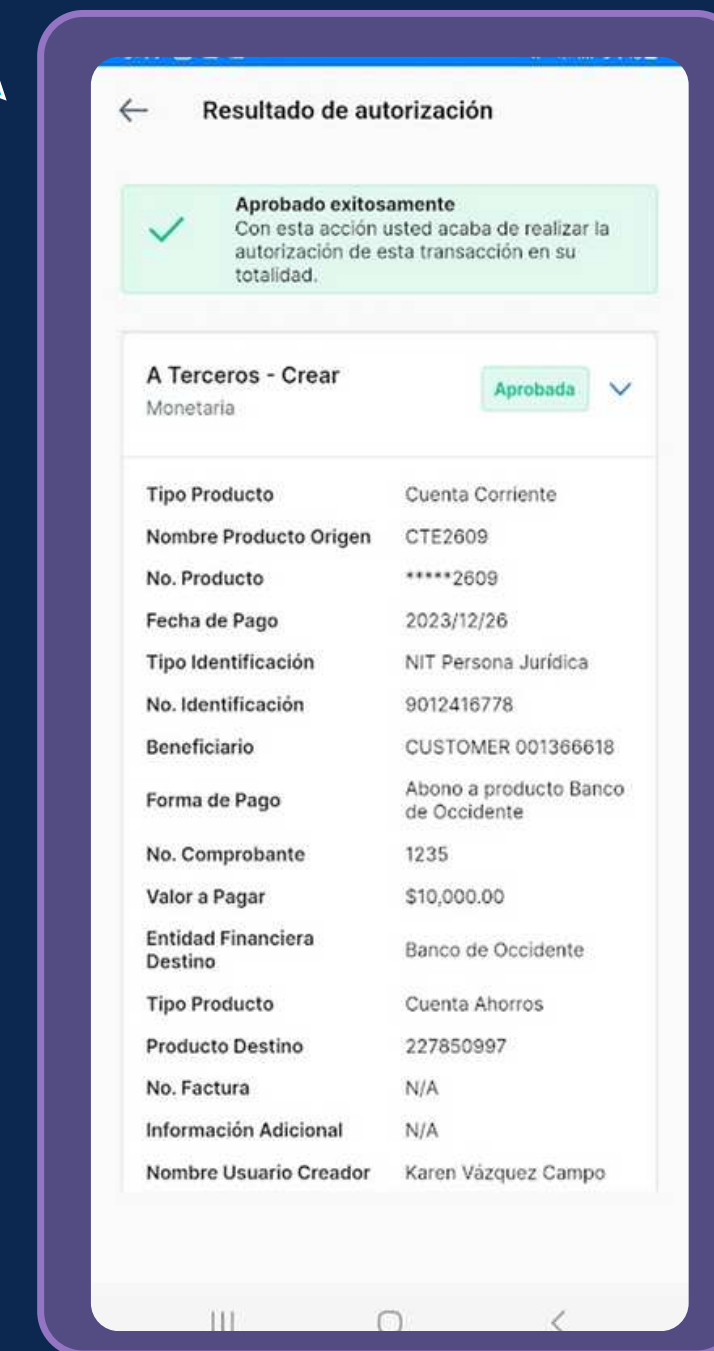 Resultado de autorización
Aprobado exitosamente
Con esta acción usted acaba de realizar la
autorización de esta transacción en su
totalidad.
A Terceros - Crear
Aprobada
Monetaria
Tipo Producto Cuenta Corriente
Nombre Producto Origen CTE2609
No. Producto *****2609
Fecha de Pago 2023/12/26
Tipo Identificación NIT Persona Jurídica
No. Identificación 9012416778
Beneficiario CUSTOMER 001366618
Forma de Pago Abono a producto Banco
de Occidente
No. Comprobante 1235
Valor a Pagar $10,000.00
Entidad Financiera
Destino Banco de Occidente
Tipo Producto Cuenta Ahorros
Producto Destino 227850997
No. Factura N/A
Información Adicional N/A
Nombre Usuario Creador Karen Vázquez Campo